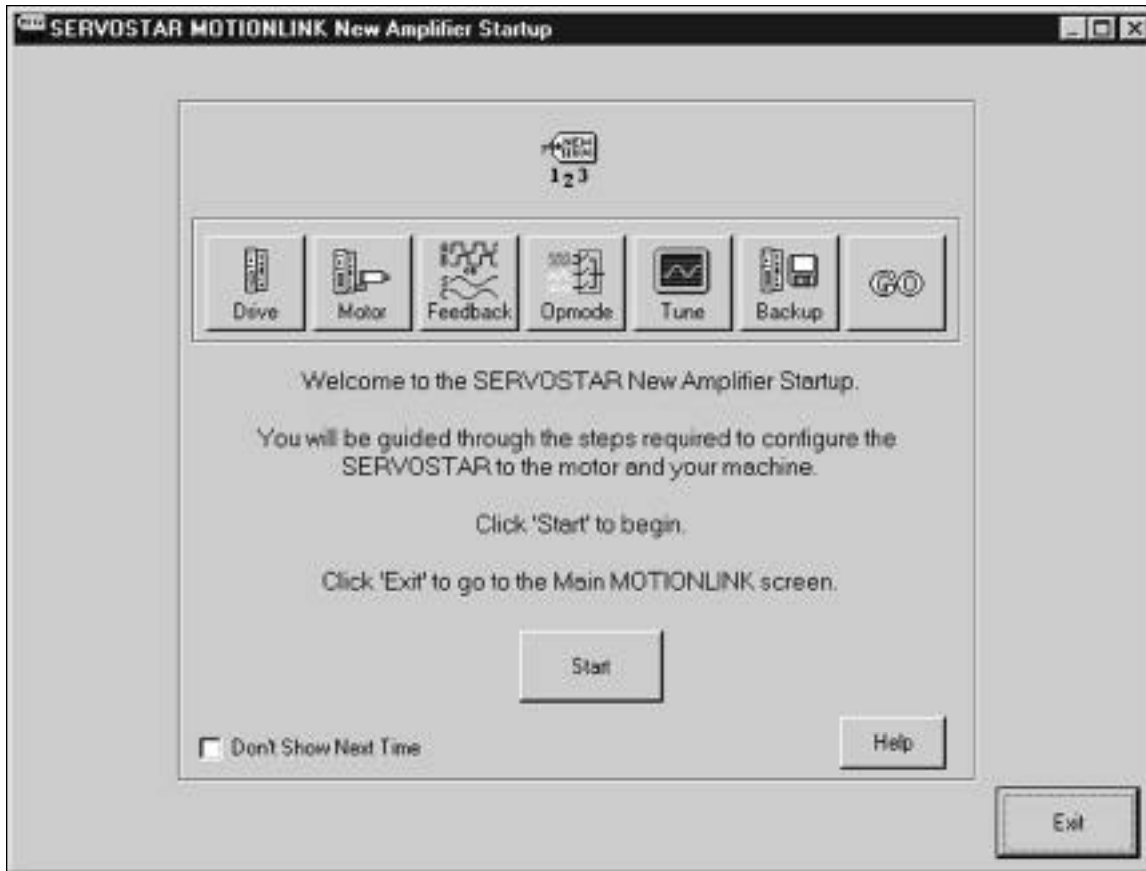 SERVOSTAR MOTIONLINK New Amplifier Startup
1 2 3
Drive
Motor
Feedback
Opmode
Tune
Backup
GO
Welcome to the SERVOSTAR New Amplifier Startup.
You will be guided through the steps required to configure the
SERVOSTAR to the motor and your machine.
Click 'Start' to begin.
Click 'Exit' to go to the Main MOTIONLINK screen.
Start
Don't Show Next Time
Help
Exit